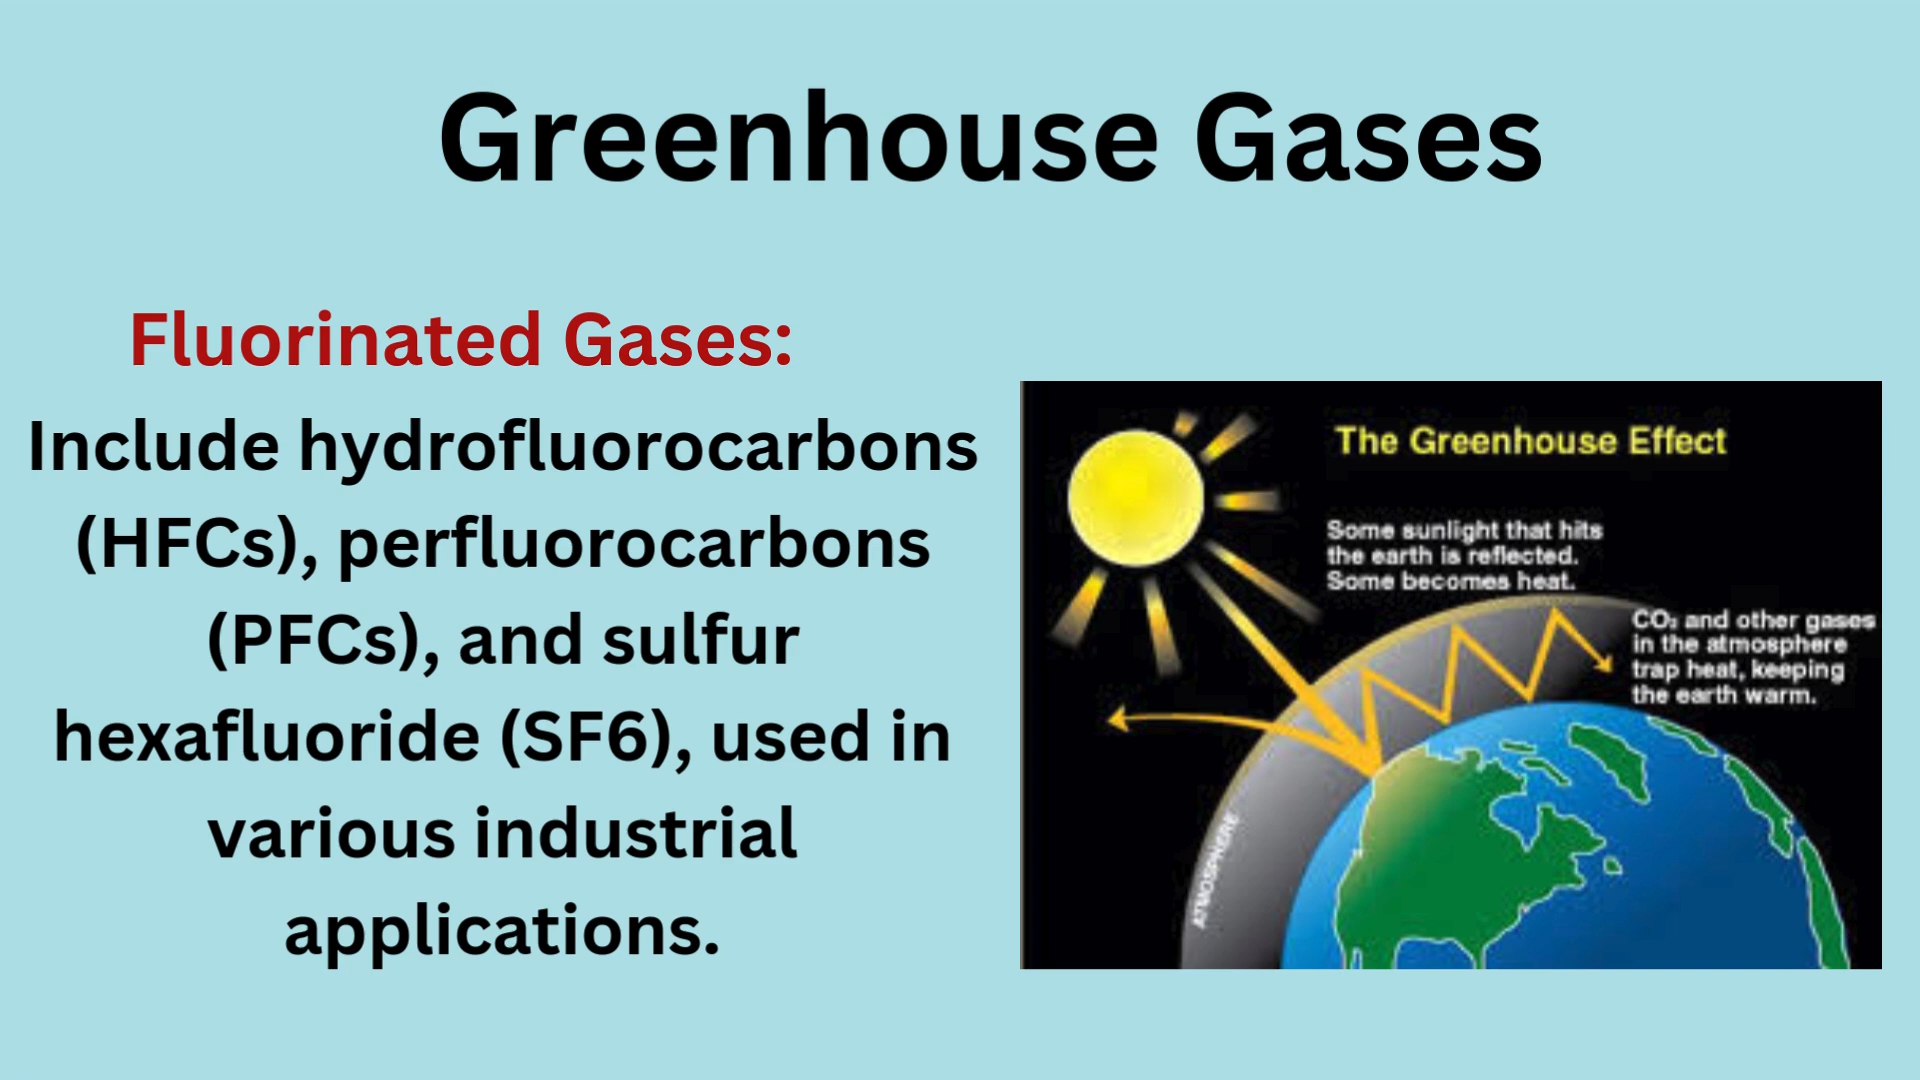 Greenhouse Gases
Fluorinated Gases:
Include hydrofluorocarbons
(HFCs), perfluorocarbons
(PFCs), and sulfur
hexafluoride (SF6), used in
various industrial
applications.
The Greenhouse Effect
Some sunlight that hits
the earth is reflected.
Some becomes heat.
CO₂ and other gases
in the atmosphere
trap heat, keeping
the earth warm.
ATMOSPHERE